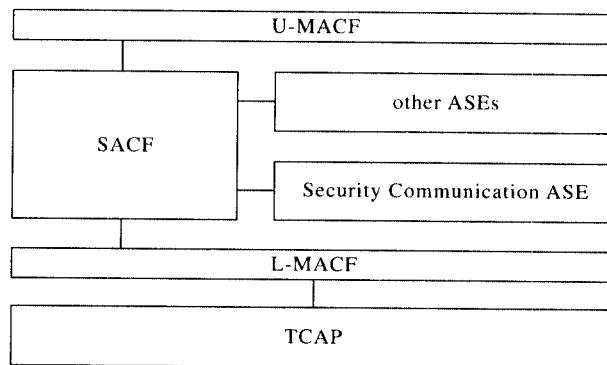 U-MACF
other ASEs
SACF
Security Communication ASE
L-MACF
TCAP